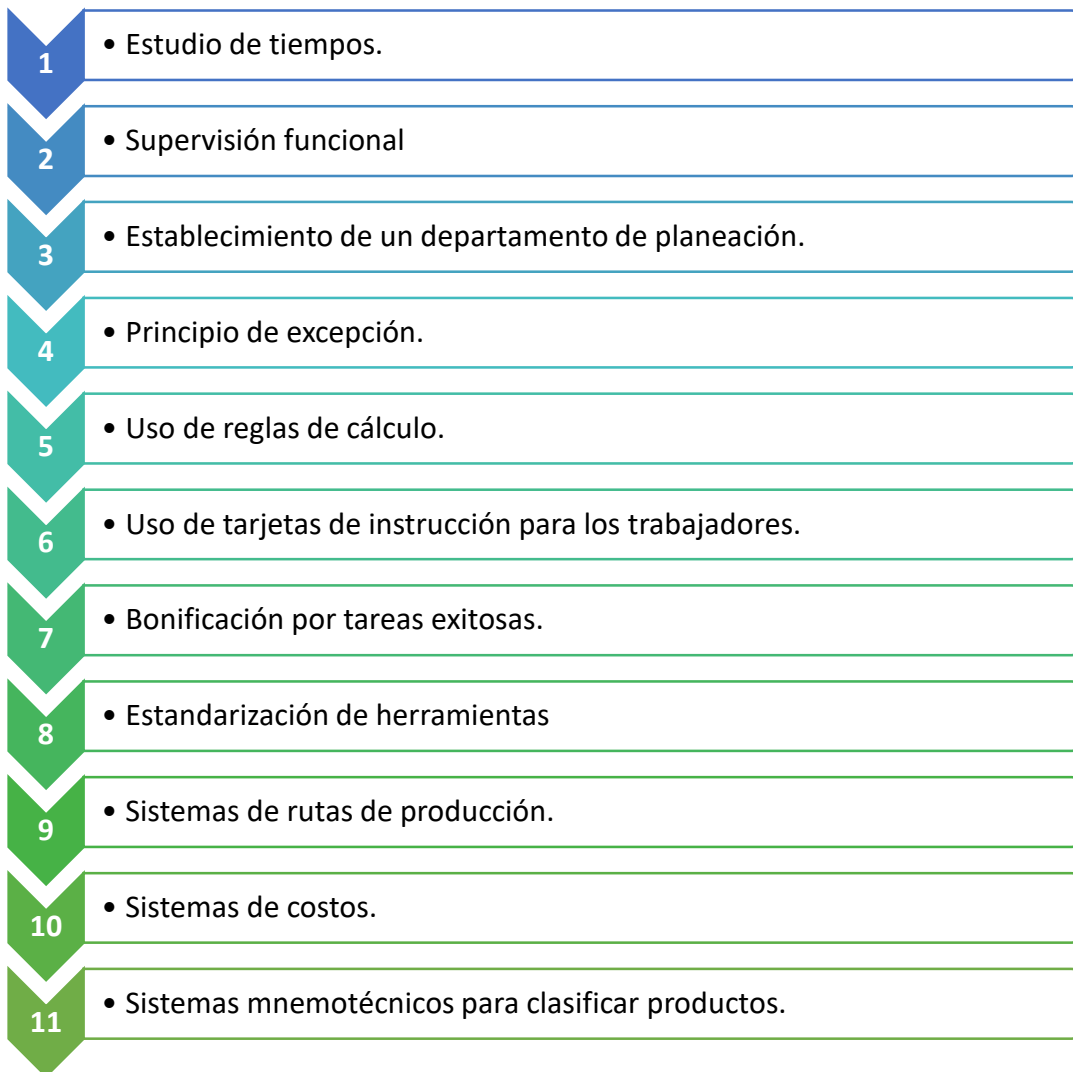 1 • Estudio de tiempos.
2 • Supervisión funcional
3 • Establecimiento de un departamento de planeación.
4 • Principio de excepción.
5 • Uso de reglas de cálculo.
6 • Uso de tarjetas de instrucción para los trabajadores.
7 • Bonificación por tareas exitosas.
8 • Estandarización de herramientas
9 • Sistemas de rutas de producción.
10 • Sistemas de costos.
11 • Sistemas mnemotécnicos para clasificar productos.